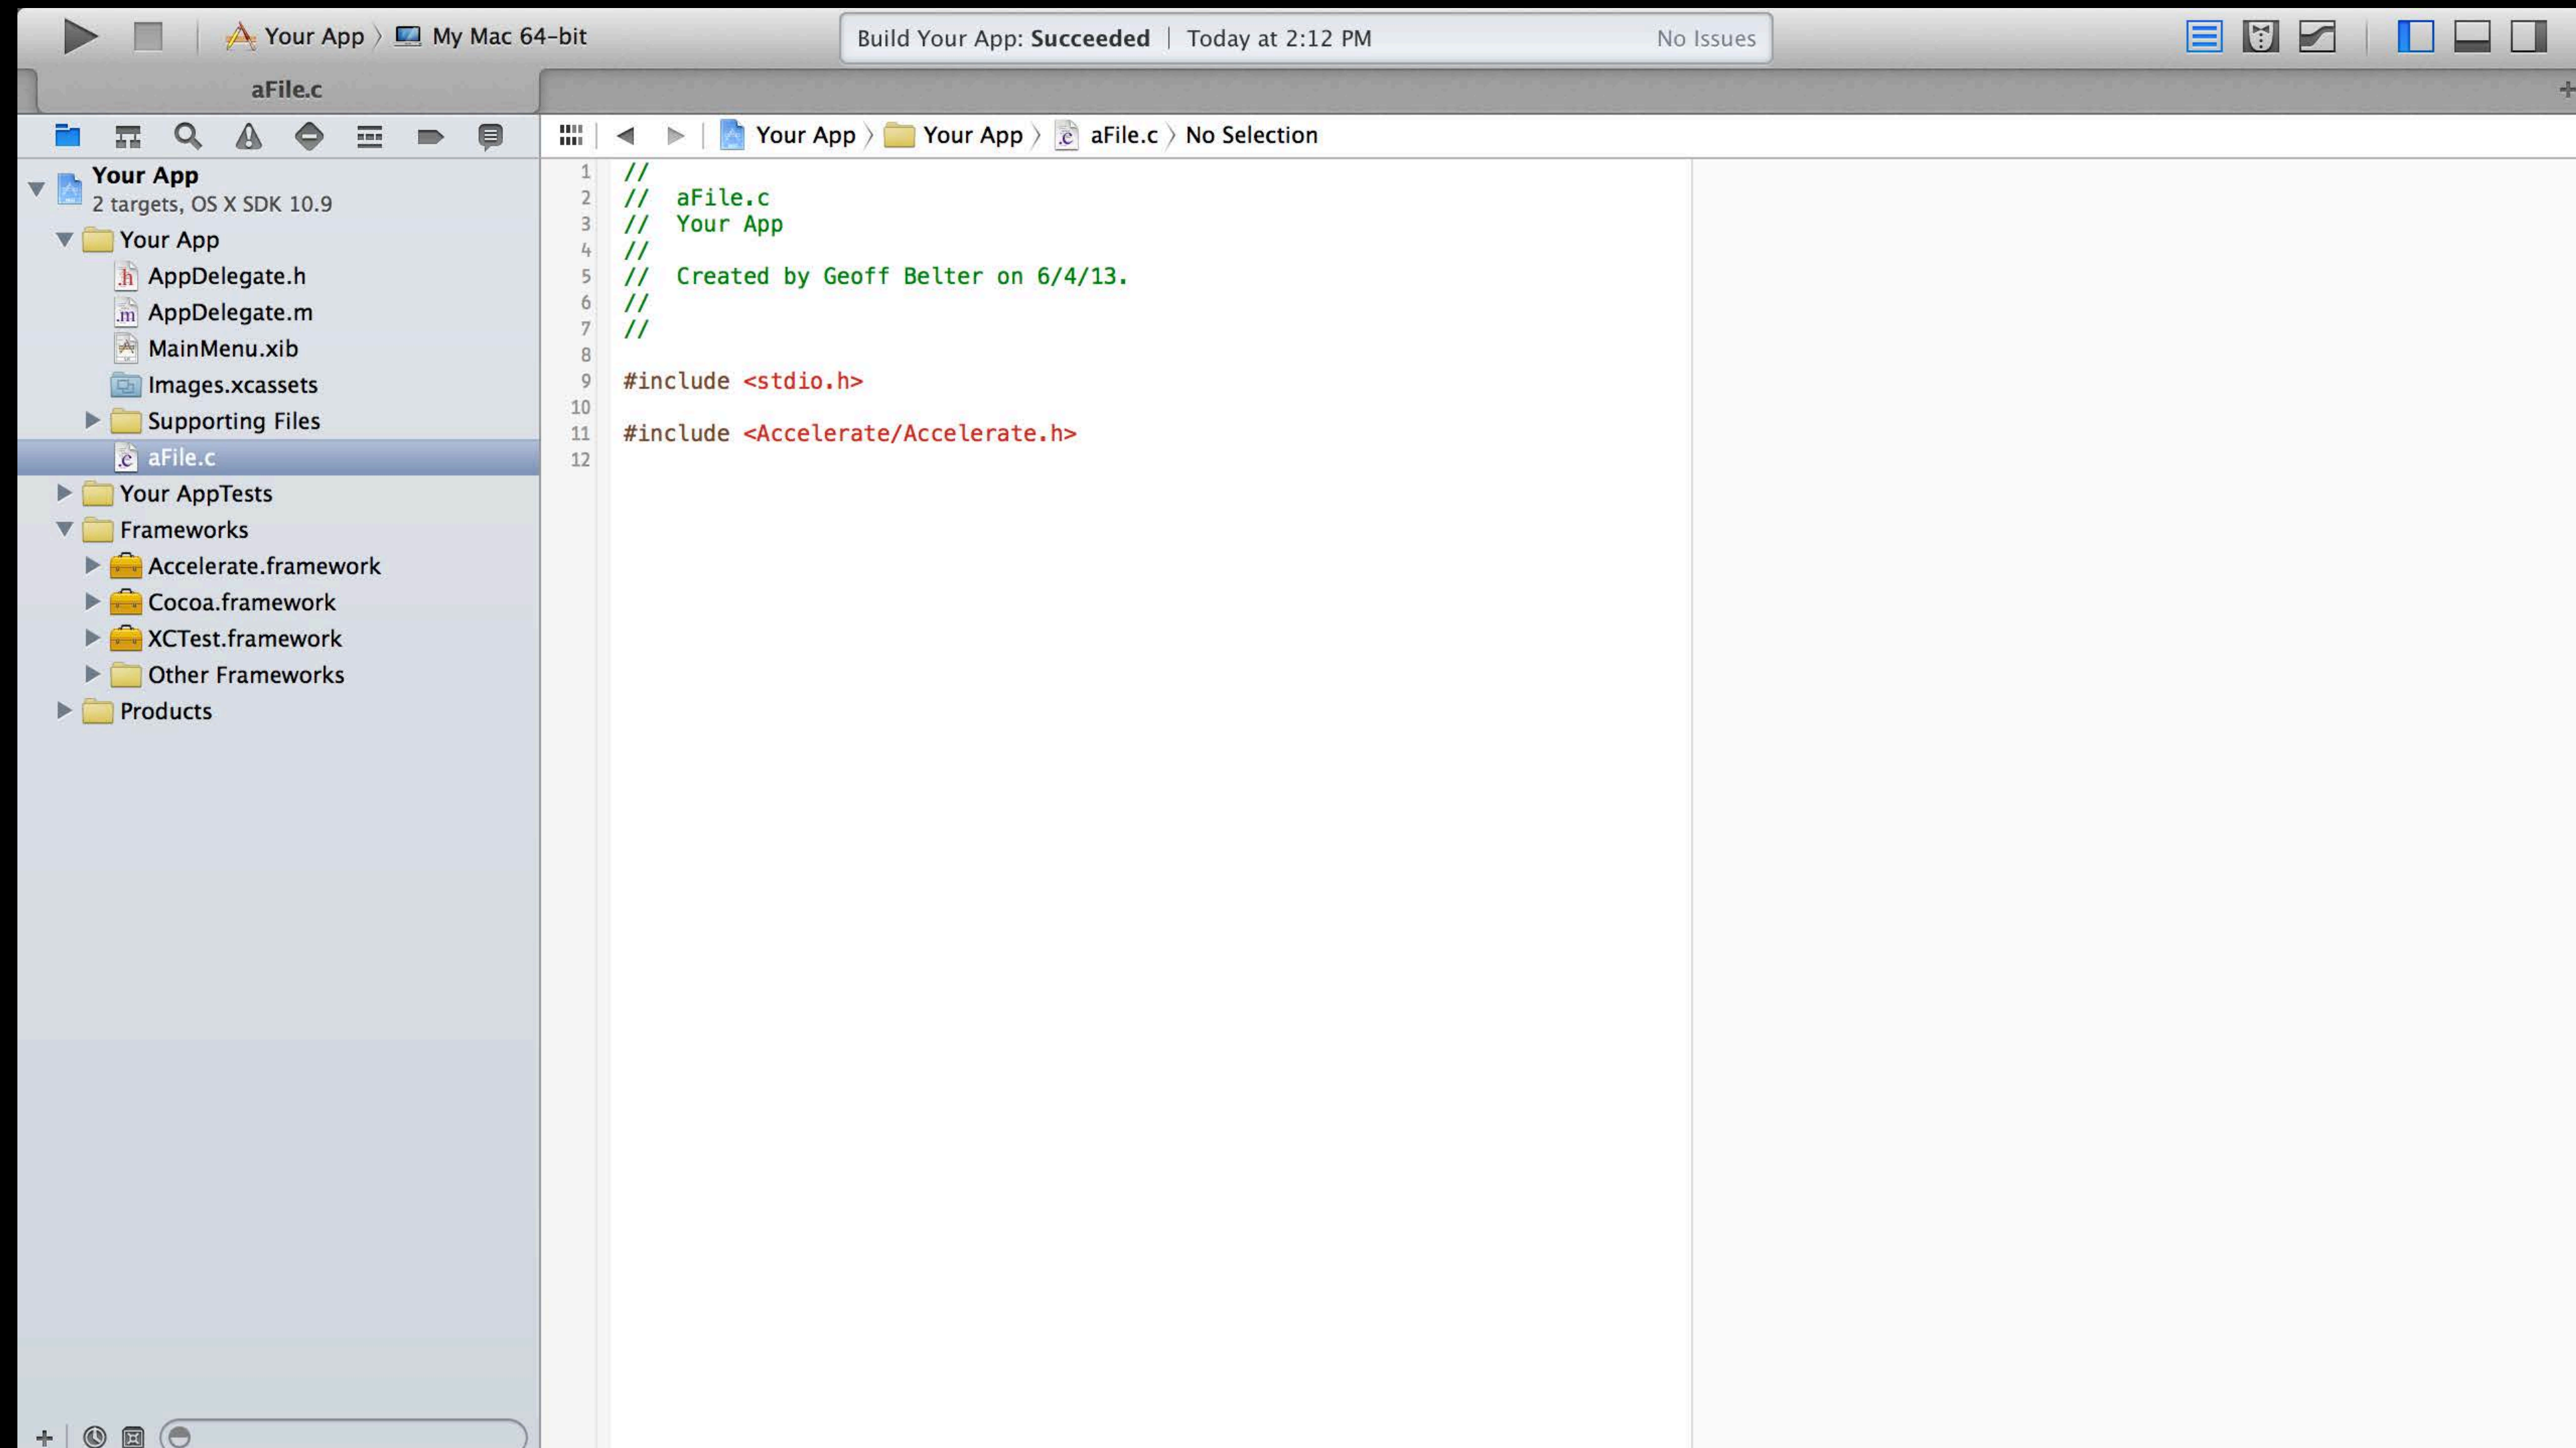 Your App My Mac 64-bit
Build Your App: Succeeded | Today at 2:12 PM No Issues
aFile.c
Your App Your App aFile.c No Selection
Your App
2 targets, OS X SDK 10.9
Your App
AppDelegate.h
AppDelegate.m
MainMenu.xib
Images.xcassets
Supporting Files
aFile.c
Your AppTests
Frameworks
Accelerate.framework
Cocoa.framework
XCTest.framework
Other Frameworks
Products
1 //
2 // aFile.c
3 // Your App
4 //
5 // Created by Geoff Belter on 6/4/13.
6 //
7 //
8
9 #include <stdio.h>
10
11 #include <Accelerate/Accelerate.h>
12